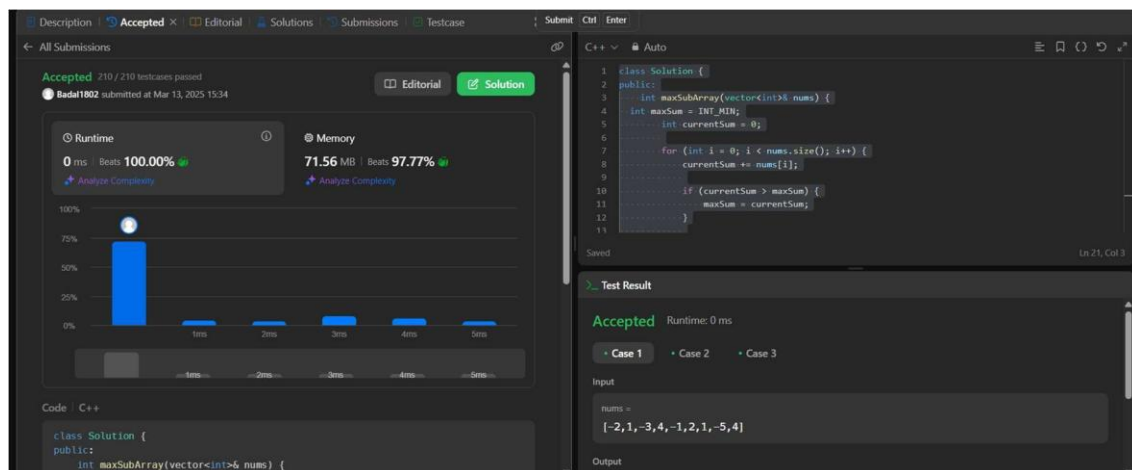 Description | Accepted × | Editorial | Solutions | Submissions | Testcase
Submit Ctrl Enter
← All Submissions
Accepted 210 / 210 testcases passed
Badal1802 submitted at Mar 13, 2025 15:34
Editorial
Solution
Runtime
0 ms | Beats 100.00%
Analyze Complexity
Memory
71.56 MB | Beats 97.77%
Analyze Complexity
100%
75%
50%
25%
0%
1ms 2ms 3ms 4ms 5ms
1ms 2ms 3ms 4ms 5ms
Code | C++
class Solution {
public:
int maxSubArray(vector<int>& nums) {
C++ Auto
1 class Solution {
2 public:
3 int maxSubArray(vector<int>& nums) {
4 int maxSum = INT_MIN;
5 int currentSum = 0;
6
7 for (int i = 0; i < nums.size(); i++) {
8 currentSum += nums[i];
9
10 if (currentSum > maxSum) {
11 maxSum = currentSum;
12 }
13
Saved
Ln 21, Col 3
>_ Test Result
Accepted Runtime: 0 ms
• Case 1 • Case 2 • Case 3
Input
nums =
[-2,1,-3,4,-1,2,1,-5,4]
Output